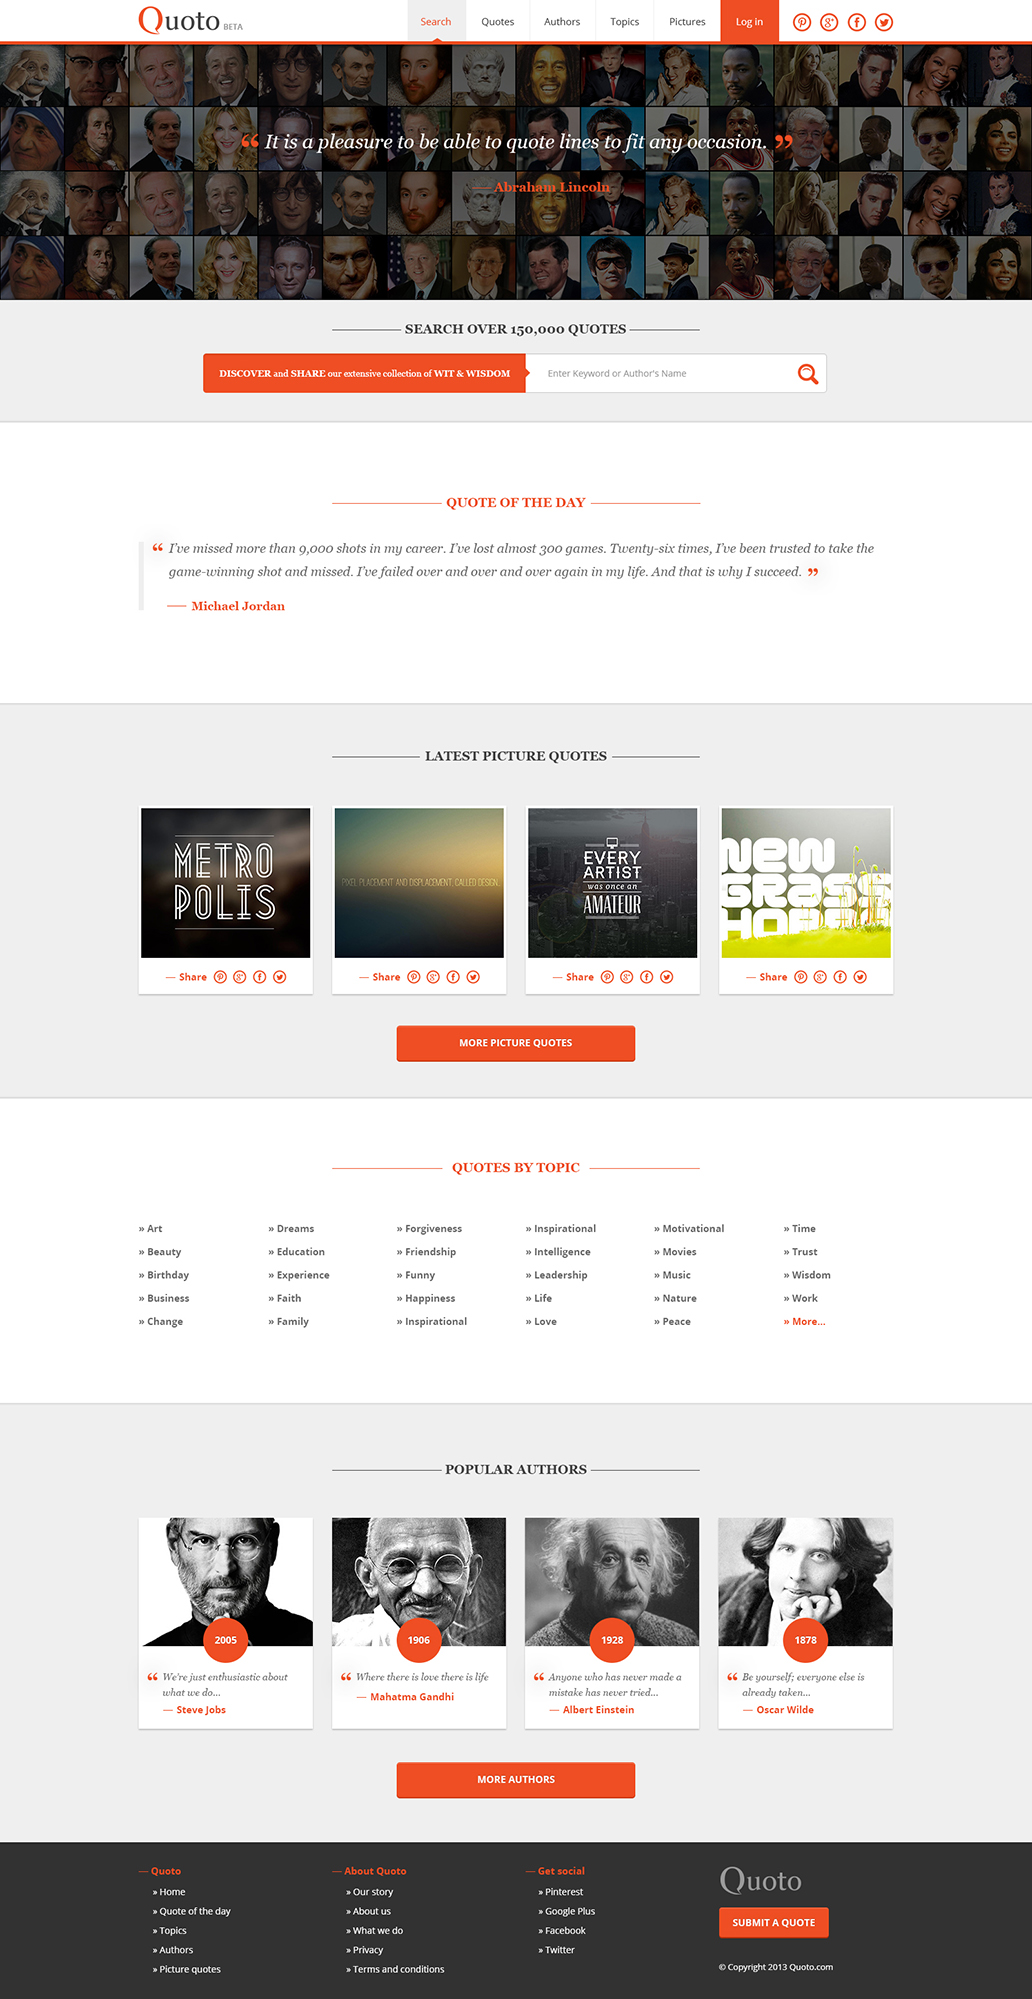 Quoto BETA
Search Quotes Authors Topics Pictures Log in
“ It is a pleasure to be able to quote lines to fit any occasion. ”
— Abraham Lincoln
SEARCH OVER 150,000 QUOTES
DISCOVER and SHARE our extensive collection of WIT & WISDOM
Enter Keyword or Author's Name
QUOTE OF THE DAY
“ I've missed more than 9,000 shots in my career. I've lost almost 300 games. Twenty-six times, I've been trusted to take the
game-winning shot and missed. I've failed over and over and over again in my life. And that is why I succeed. ”
— Michael Jordan
LATEST PICTURE QUOTES
METRO
POLIS
PIXEL PLACEMENT AND DISPLACEMENT, CALLED DESIGN.
EVERY
ARTIST
was once an
AMATEUR
NEW
GRASS
HOPP
— Share
— Share
— Share
— Share
MORE PICTURE QUOTES
QUOTES BY TOPIC
» Art » Dreams » Forgiveness » Inspirational » Motivational » Time
» Beauty » Education » Friendship » Intelligence » Movies » Trust
» Birthday » Experience » Funny » Leadership » Music » Wisdom
» Business » Faith » Happiness » Life » Nature » Work
» Change » Family » Inspirational » Love » Peace » More...
POPULAR AUTHORS
2005
“ We're just enthusiastic about
what we do...
— Steve Jobs
1906
“ Where there is love there is life
— Mahatma Gandhi
1928
“ Anyone who has never made a
mistake has never tried...
— Albert Einstein
1878
“ Be yourself; everyone else is
already taken...
— Oscar Wilde
MORE AUTHORS
— Quoto
» Home
» Quote of the day
» Topics
» Authors
» Picture quotes
— About Quoto
» Our story
» About us
» What we do
» Privacy
» Terms and conditions
— Get social
» Pinterest
» Google Plus
» Facebook
» Twitter
Quoto
SUBMIT A QUOTE
© Copyright 2013 Quoto.com